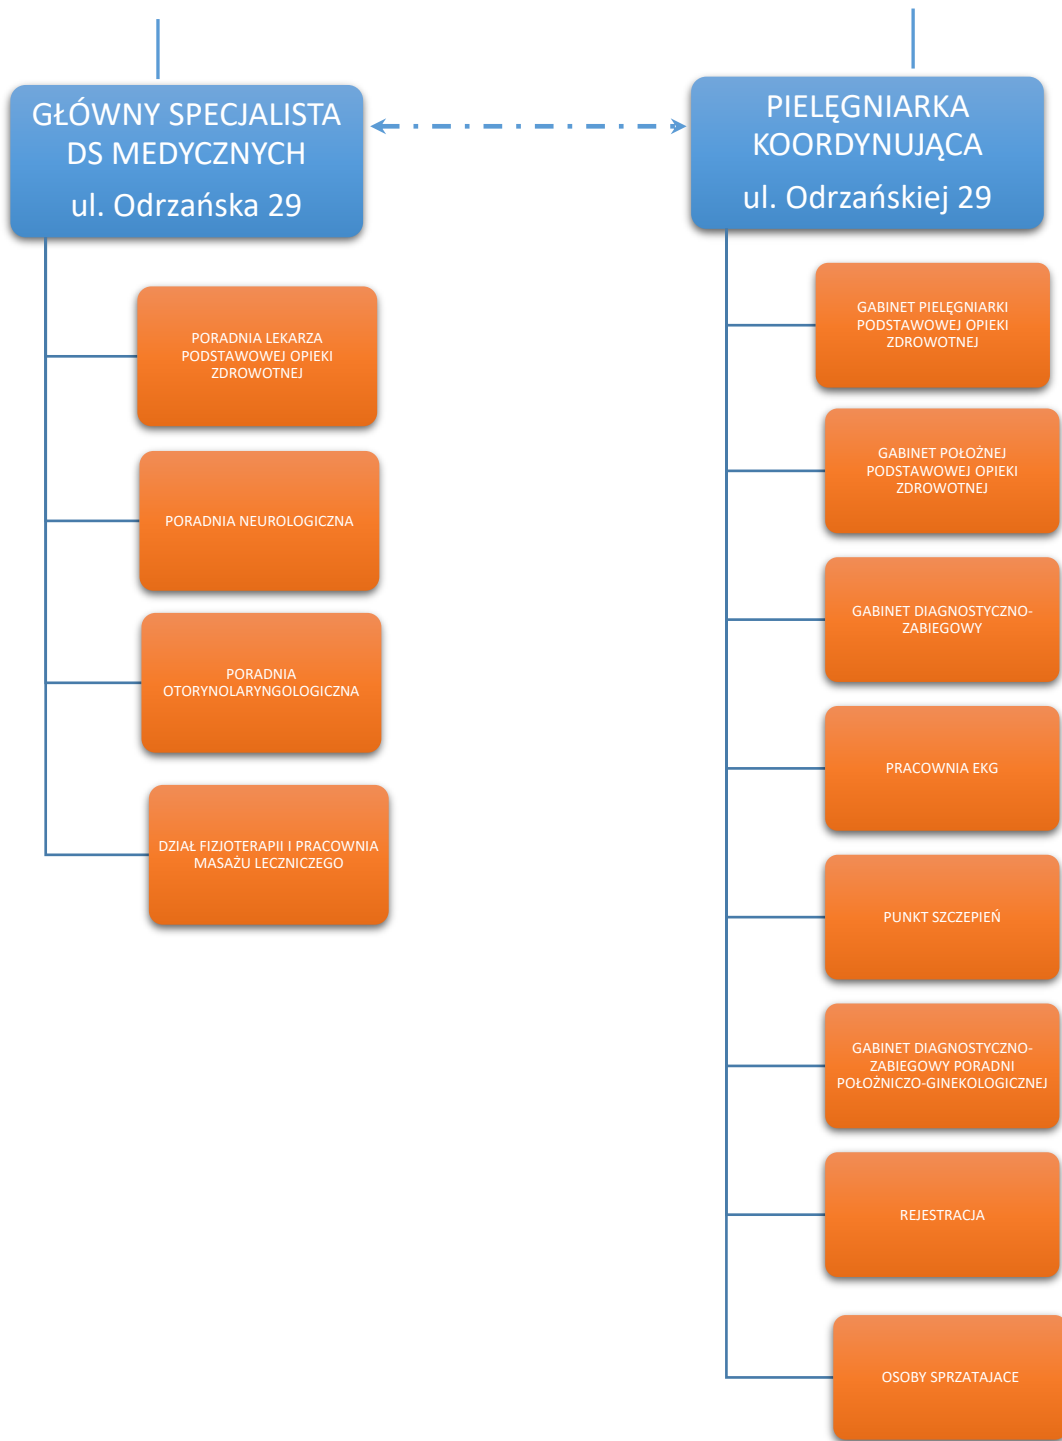 GŁÓWNY SPECJALISTA
DS MEDYCZNYCH
ul. Odrzańska 29
PORADNIA LEKARZA
PODSTAWOWEJ OPIEKI
ZDROWOTNEJ
PORADNIA NEUROLOGICZNA
PORADNIA
OTORYNOLARYNGOLOGICZNA
DZIAŁ FIZJOTERAPII I PRACOWNIA
MASAŻU LECZNICZEGO
PIELĘGNIARKA
KOORDYNUJĄCA
ul. Odrzańskiej 29
GABINET PIELĘGNIARKI
PODSTAWOWEJ OPIEKI
ZDROWOTNEJ
GABINET POŁOŻNEJ
PODSTAWOWEJ OPIEKI
ZDROWOTNEJ
GABINET DIAGNOSTYCZNO-
ZABIEGOWY
PRACOWNIA EKG
PUNKT SZCZEPIEŃ
GABINET DIAGNOSTYCZNO-
ZABIEGOWY PORADNI
POŁOŻNICZO-GINEKOLOGICZNEJ
REJESTRACJA
OSOBY SPRZATAJACE